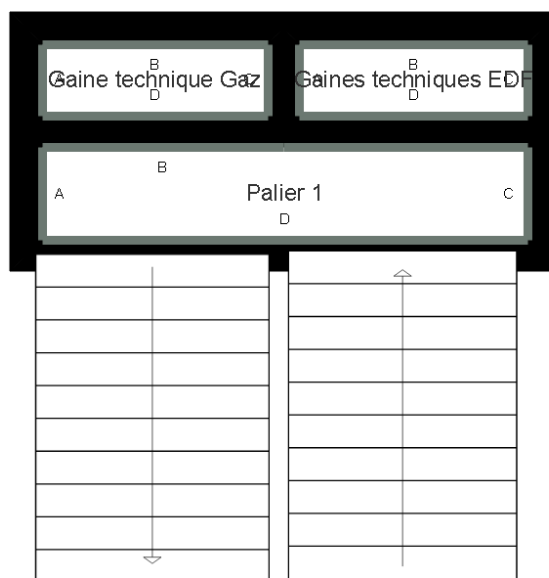 B B
A Gaine technique Gaz C A Gaines techniques EDF C
D D
B
A Palier 1 C
D